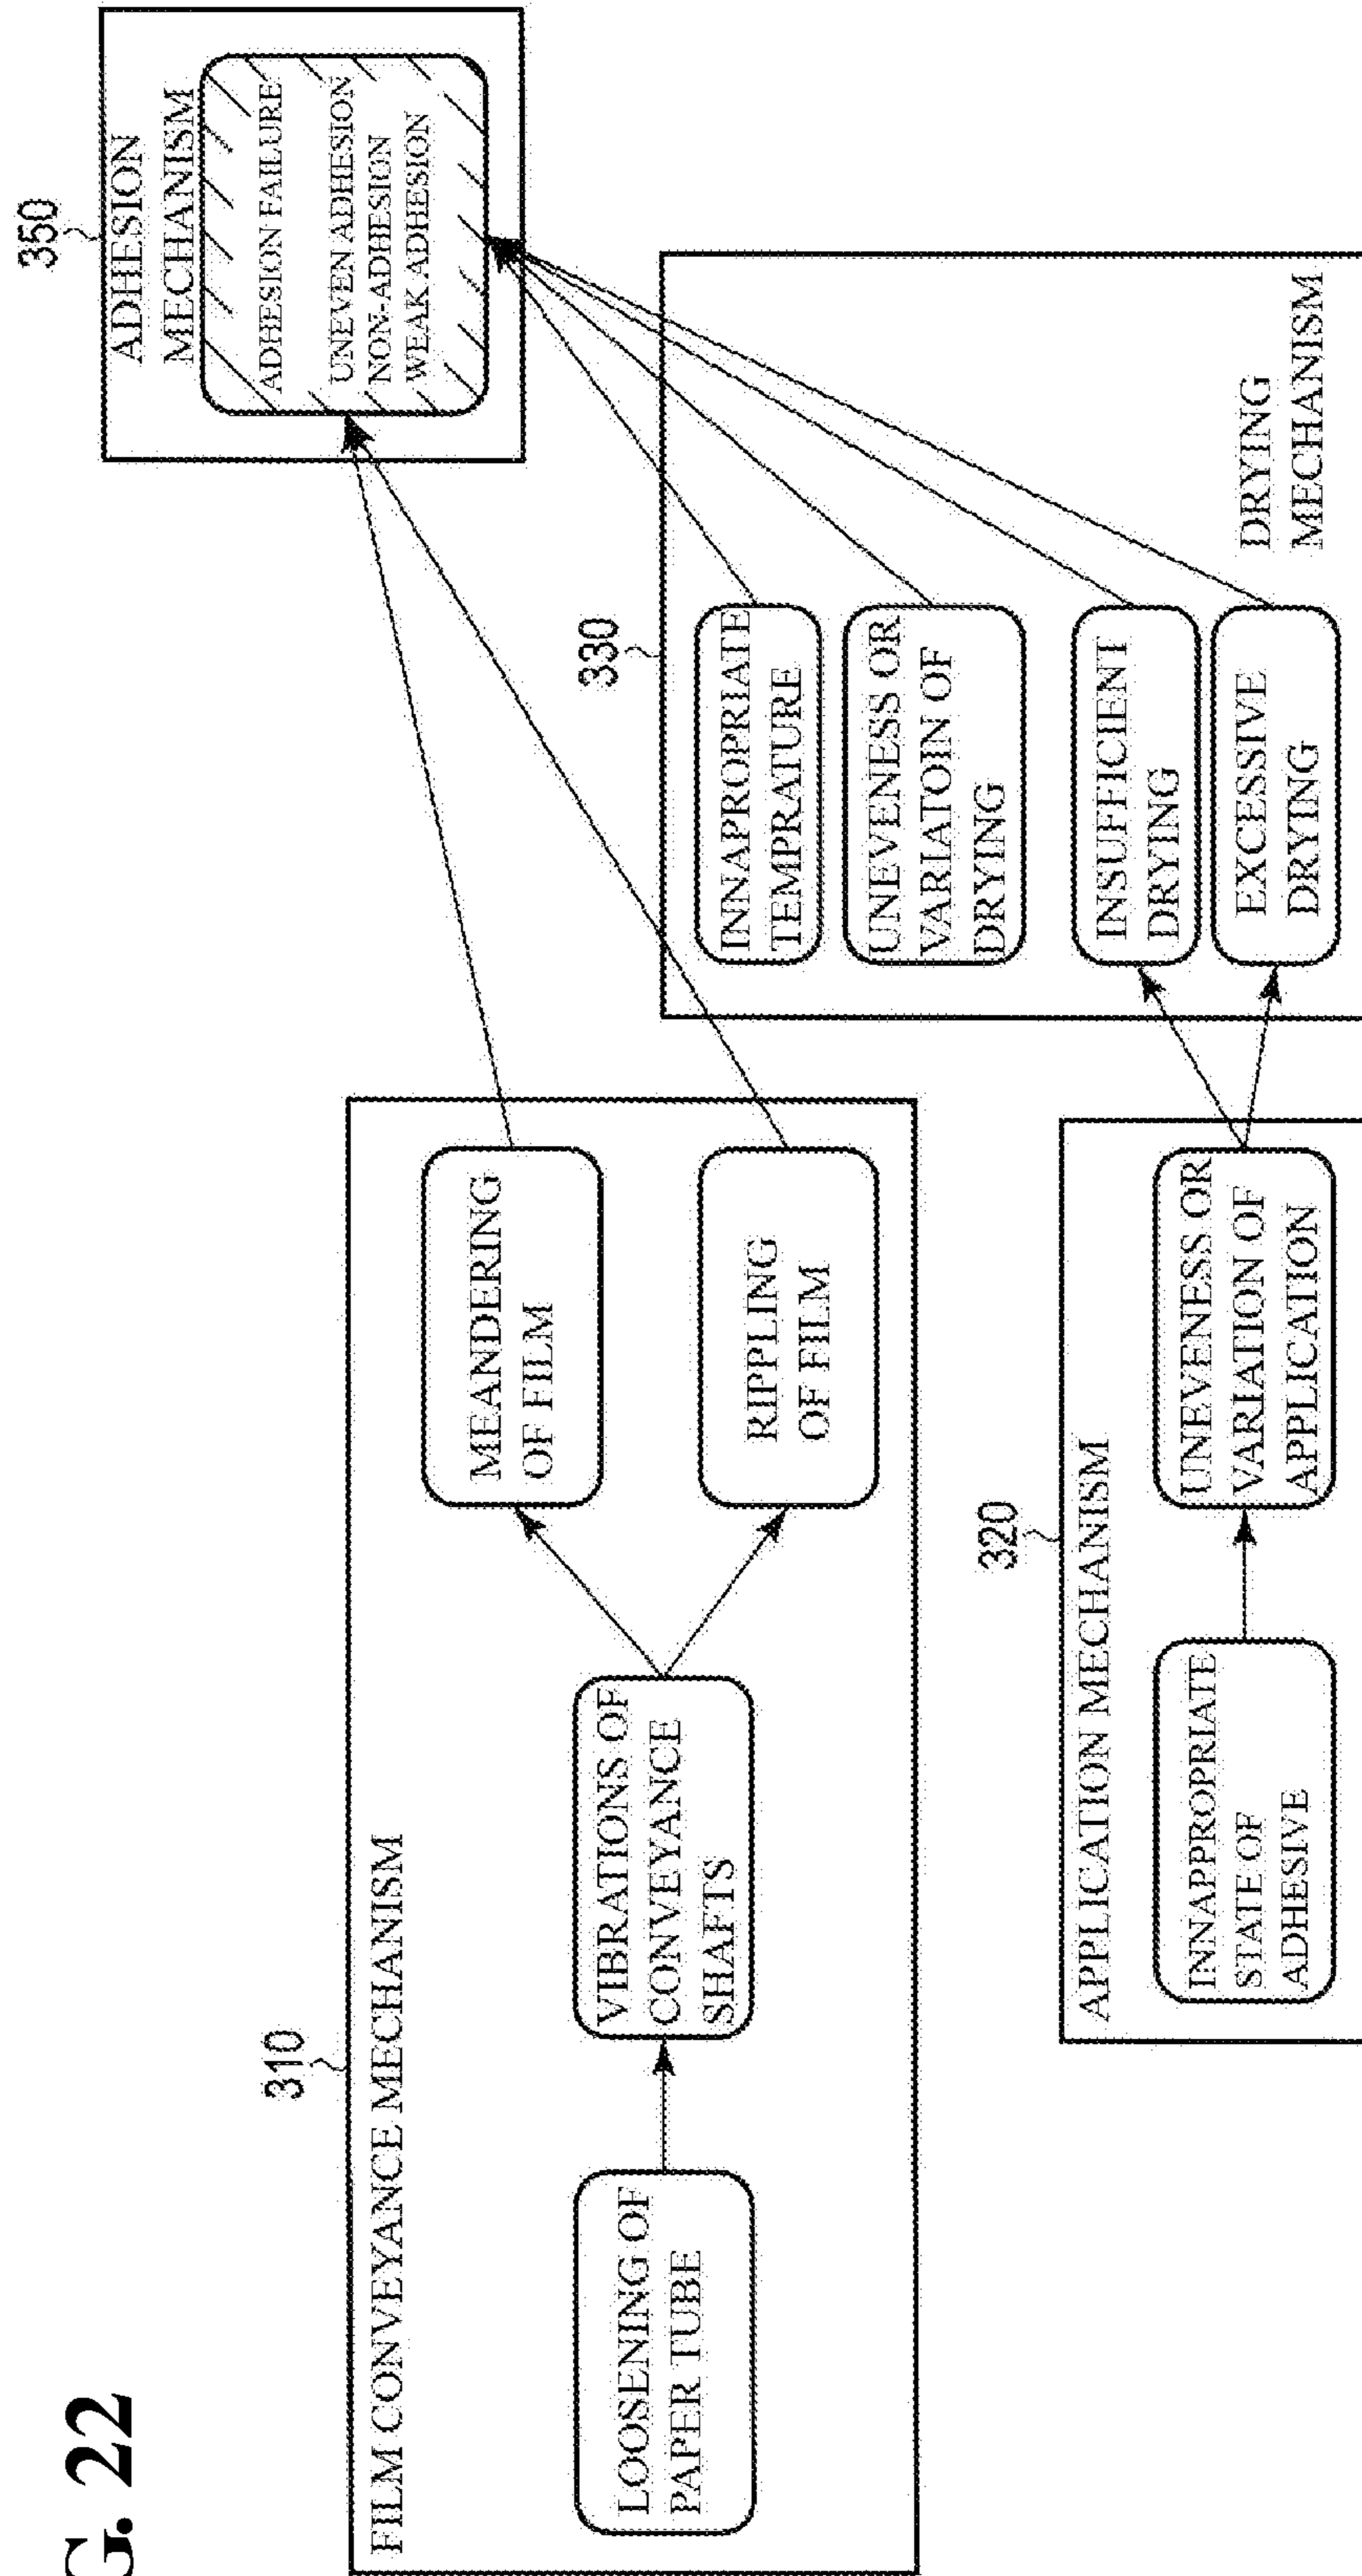 G. 22
310
FILM CONVEYANCE MECHANISM
LOOSENING OF
PAPER TUBE
VIBRATIONS OF
CONVEYANCE
SHAFTS
MEANDERING
OF FILM
RIPPLING
OF FILM
320
APPLICATION MECHANISM
INNAPPROPRIATE
STATE OF
ADHESIVE
UNEVENESS OR
VARIATION OF
APPLICATION
330
INNAPROPRIATE
TEMPRATURE
UNEVENESS OR
VARIATOIN OF
DRYING
INSUFFICIENT
DRYING
EXCESSIVE
DRYING
DRYING
MECHANISM
350
ADHESION
MECHANISM
ADHESION FAILURE
UNEVEN ADHESION
NON-ADHESION
WEAK ADHESION